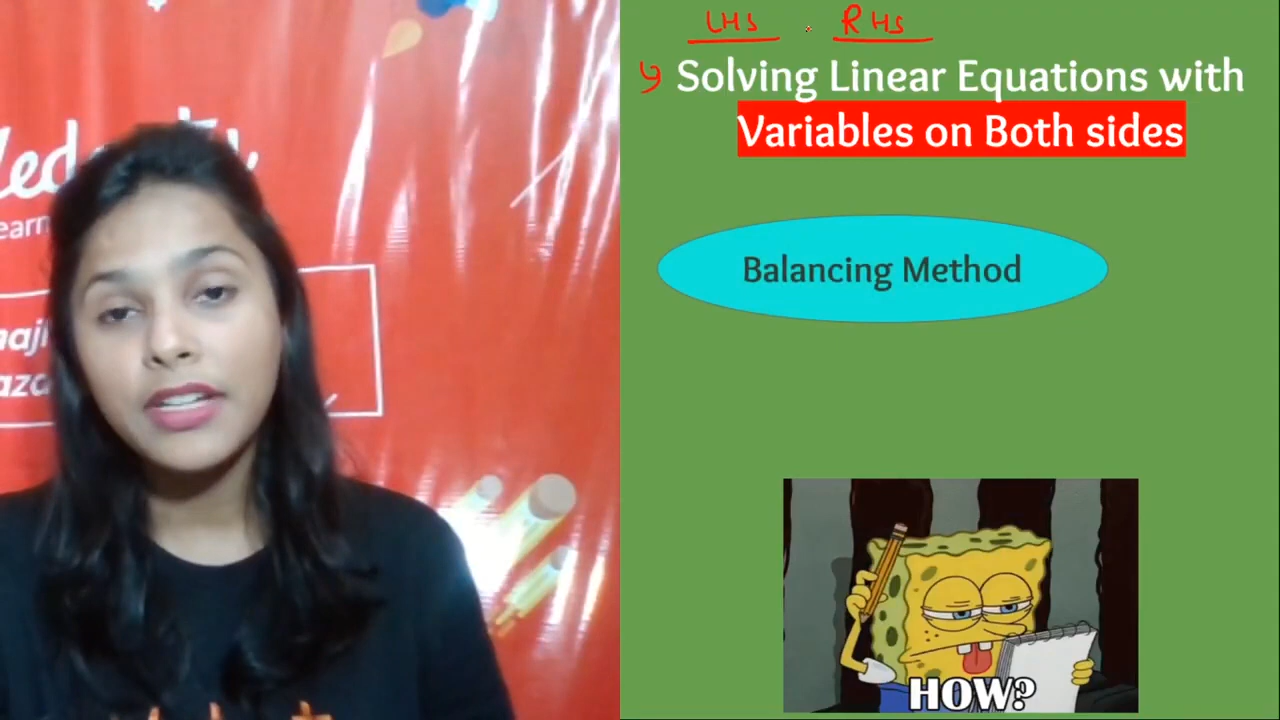 LHS RHS
Solving Linear Equations with
Variables on Both sides
Balancing Method
HOW?